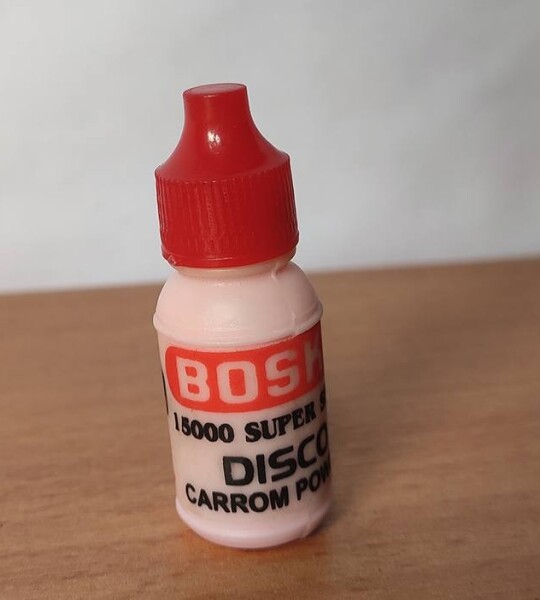 BOSK
15000 SUPER S
DISCO
CARROM POW